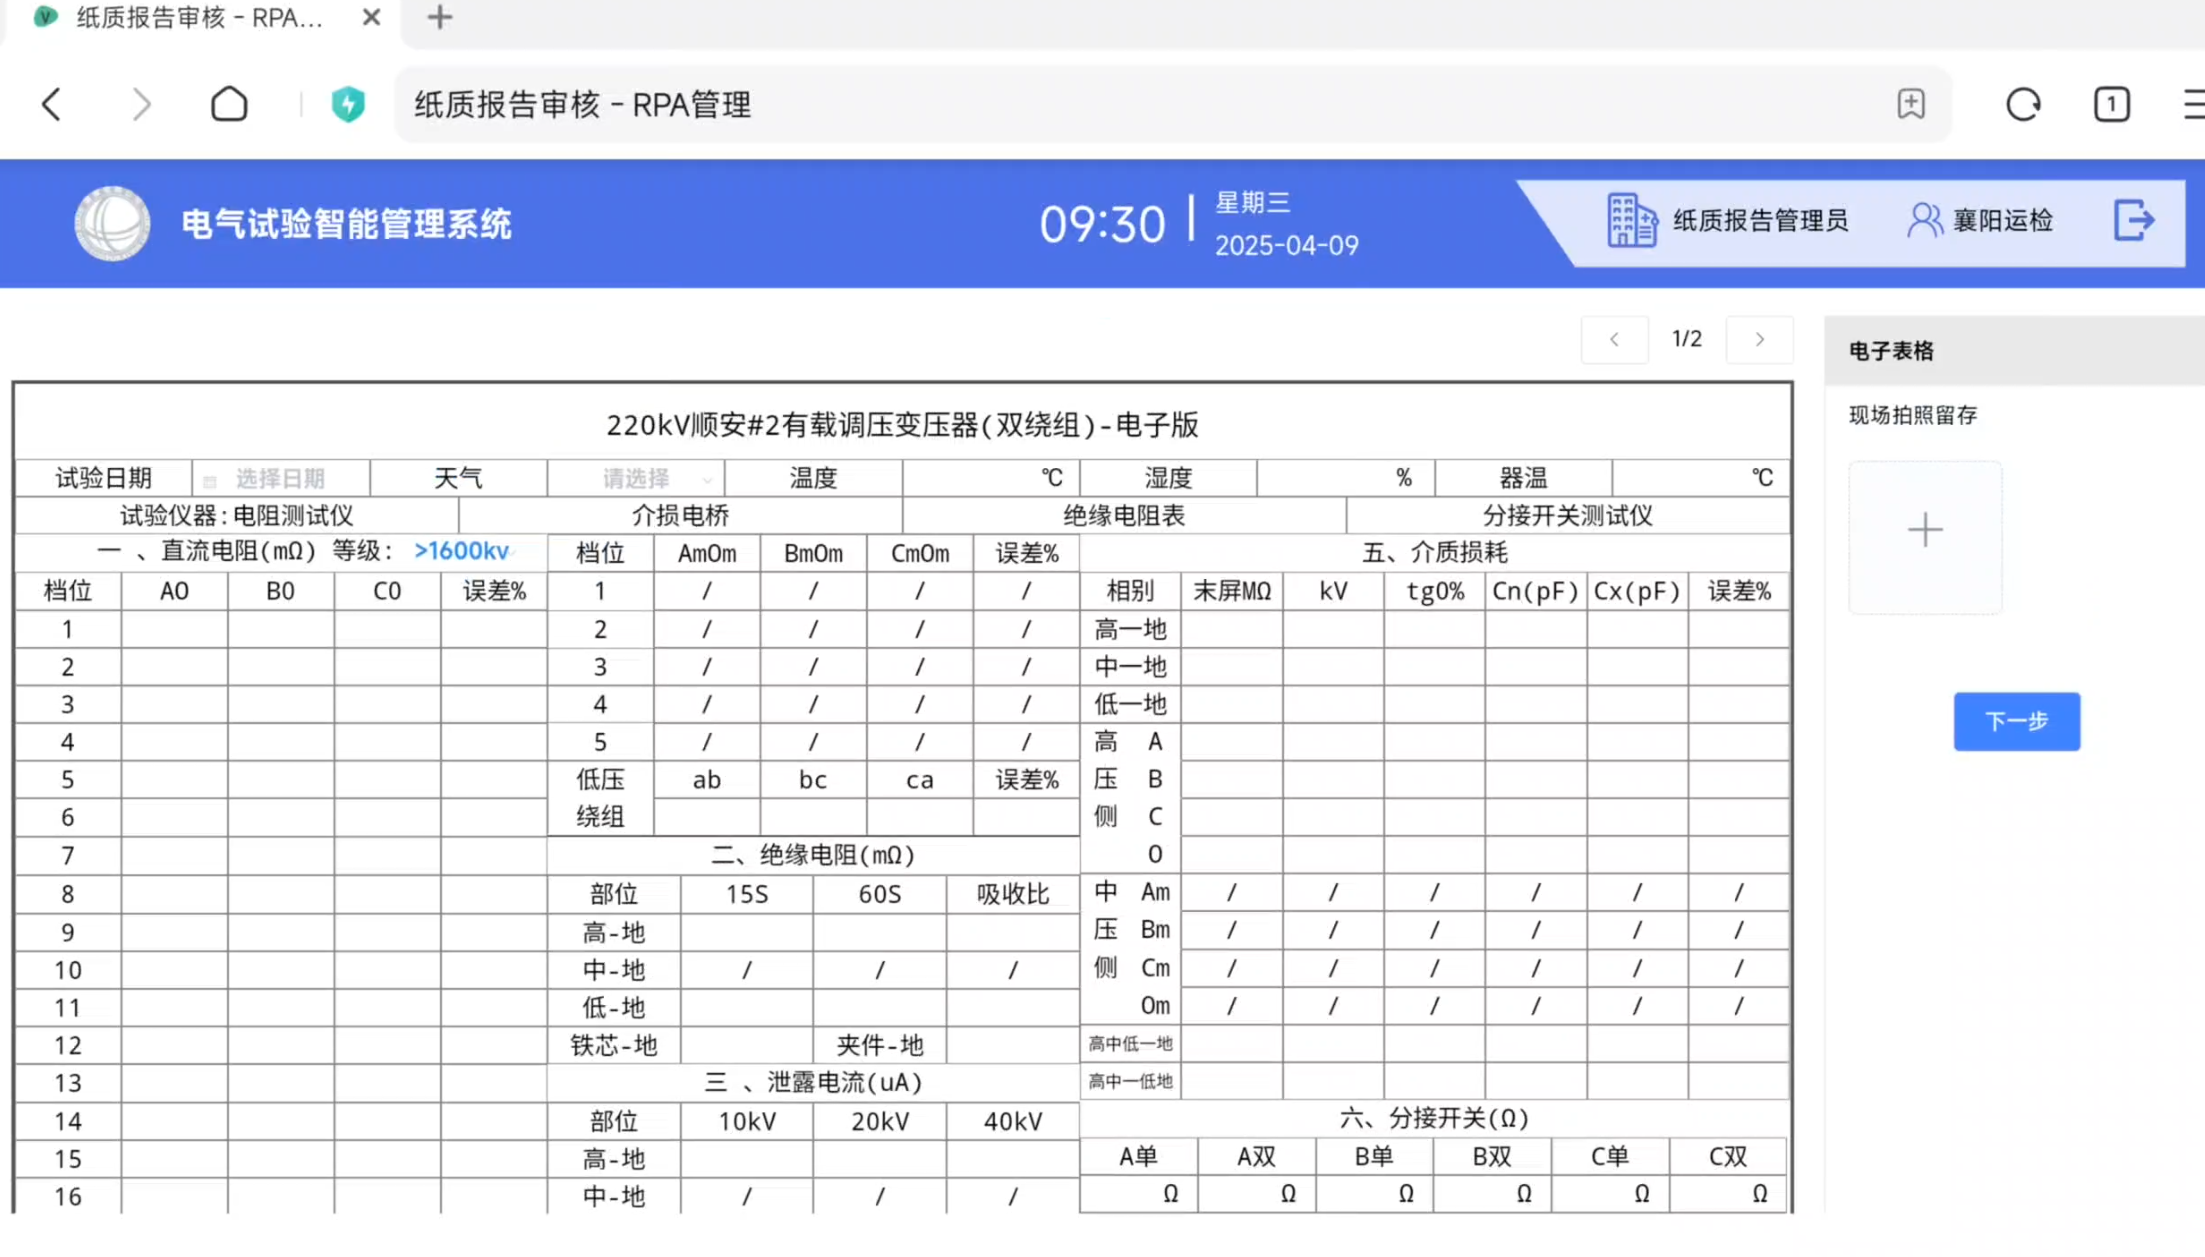 纸质报告审核 - RPA...
纸质报告审核 - RPA管理
1
电气试验智能管理系统
09:30
星期三
2025-04-09
纸质报告管理员
襄阳运检
1/2
电子表格
现场拍照留存
下一步
220kV顺安#2有载调压变压器(双绕组)-电子版
试验日期 选择日期 天气 请选择 温度 ℃ 湿度 % 器温 ℃
试验仪器:电阻测试仪 介损电桥 绝缘电阻表 分接开关测试仪
一 、直流电阻(mΩ) 等级: >1600kv
档位 A0 B0 C0 误差%
1
2
3
4
5
6
7
8
9
10
11
12
13
14
15
16
档位 AmOm BmOm CmOm 误差%
1 / / / /
2 / / / /
3 / / / /
4 / / / /
5 / / / /
低压 ab bc ca 误差%
绕组
二、绝缘电阻(mΩ)
部位 15S 60S 吸收比
高-地
中-地 / / /
低-地
铁芯-地 夹件-地
三 、泄露电流(uA)
部位 10kV 20kV 40kV
高-地
中-地 / / /
五、介质损耗
相别 末屏MΩ kV tg0% Cn(pF) Cx(pF) 误差%
高一地
中一地
低一地
高 A
压 B
侧 C
O
中 Am / / / / / /
压 Bm / / / / / /
侧 Cm / / / / / /
Om / / / / / /
高中低一地
高中一低地
六、分接开关(Ω)
A单 A双 B单 B双 C单 C双
Ω Ω Ω Ω Ω Ω